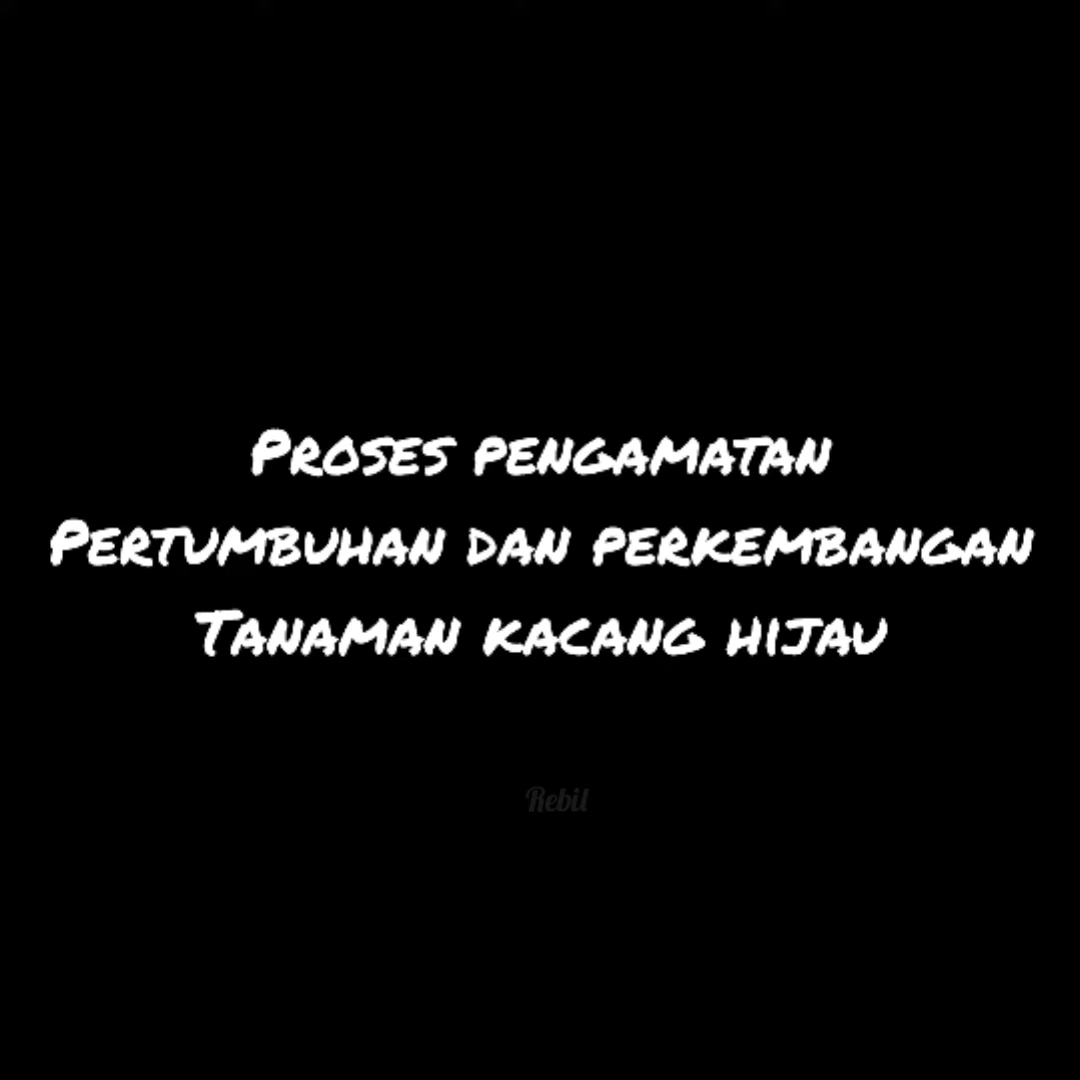 Proses pengamatan
Pertumbuhan dan perkembangan
Tanaman kacang hijau
Rebil